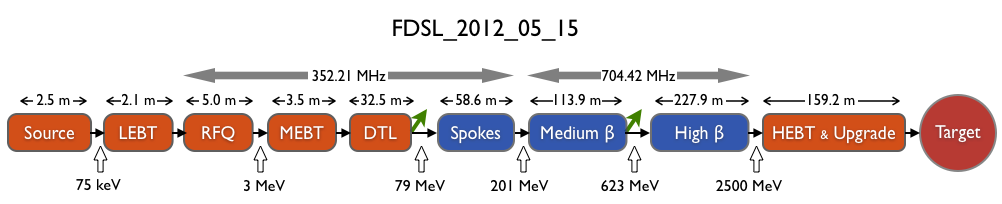 FDSL_2012_05_15
352.21 MHz 704.42 MHz
2.5 m 2.1 m 5.0 m 3.5 m 32.5 m 58.6 m 113.9 m 227.9 m 159.2 m
Source LEBT RFQ MEBT DTL Spokes Medium β High β HEBT & Upgrade Target
75 keV 3 MeV 79 MeV 201 MeV 623 MeV 2500 MeV